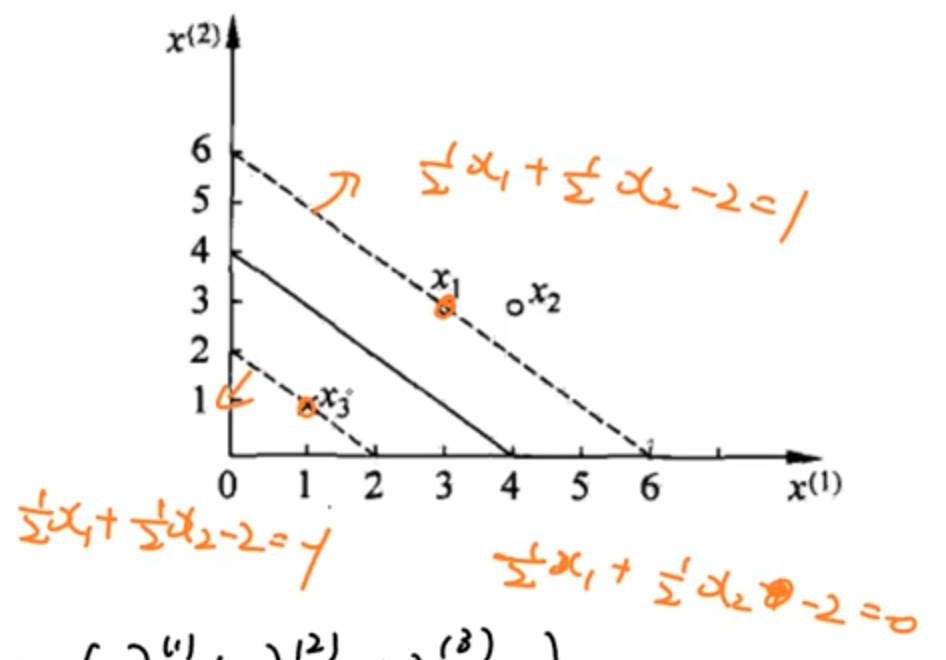 x(2)
6
½x₁ + ½x₂ - 2 = 1
5
4
x₁
3
x₂
2
1
x₃
0 1 2 3 4 5 6 x(1)
½x₁ + ½x₂ - 2 = -1
½x₁ + ½x₂ - 2 = 0